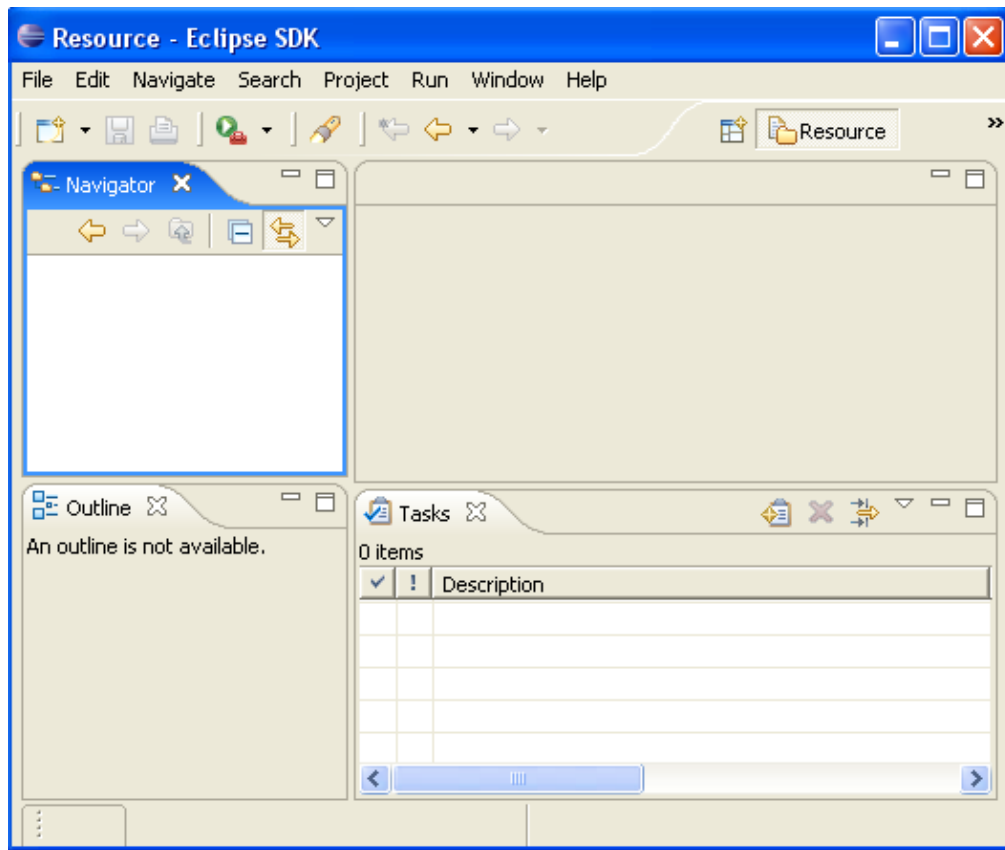 Resource - Eclipse SDK
File Edit Navigate Search Project Run Window Help
Resource »
Navigator
Outline
An outline is not available.
Tasks
0 items
! Description